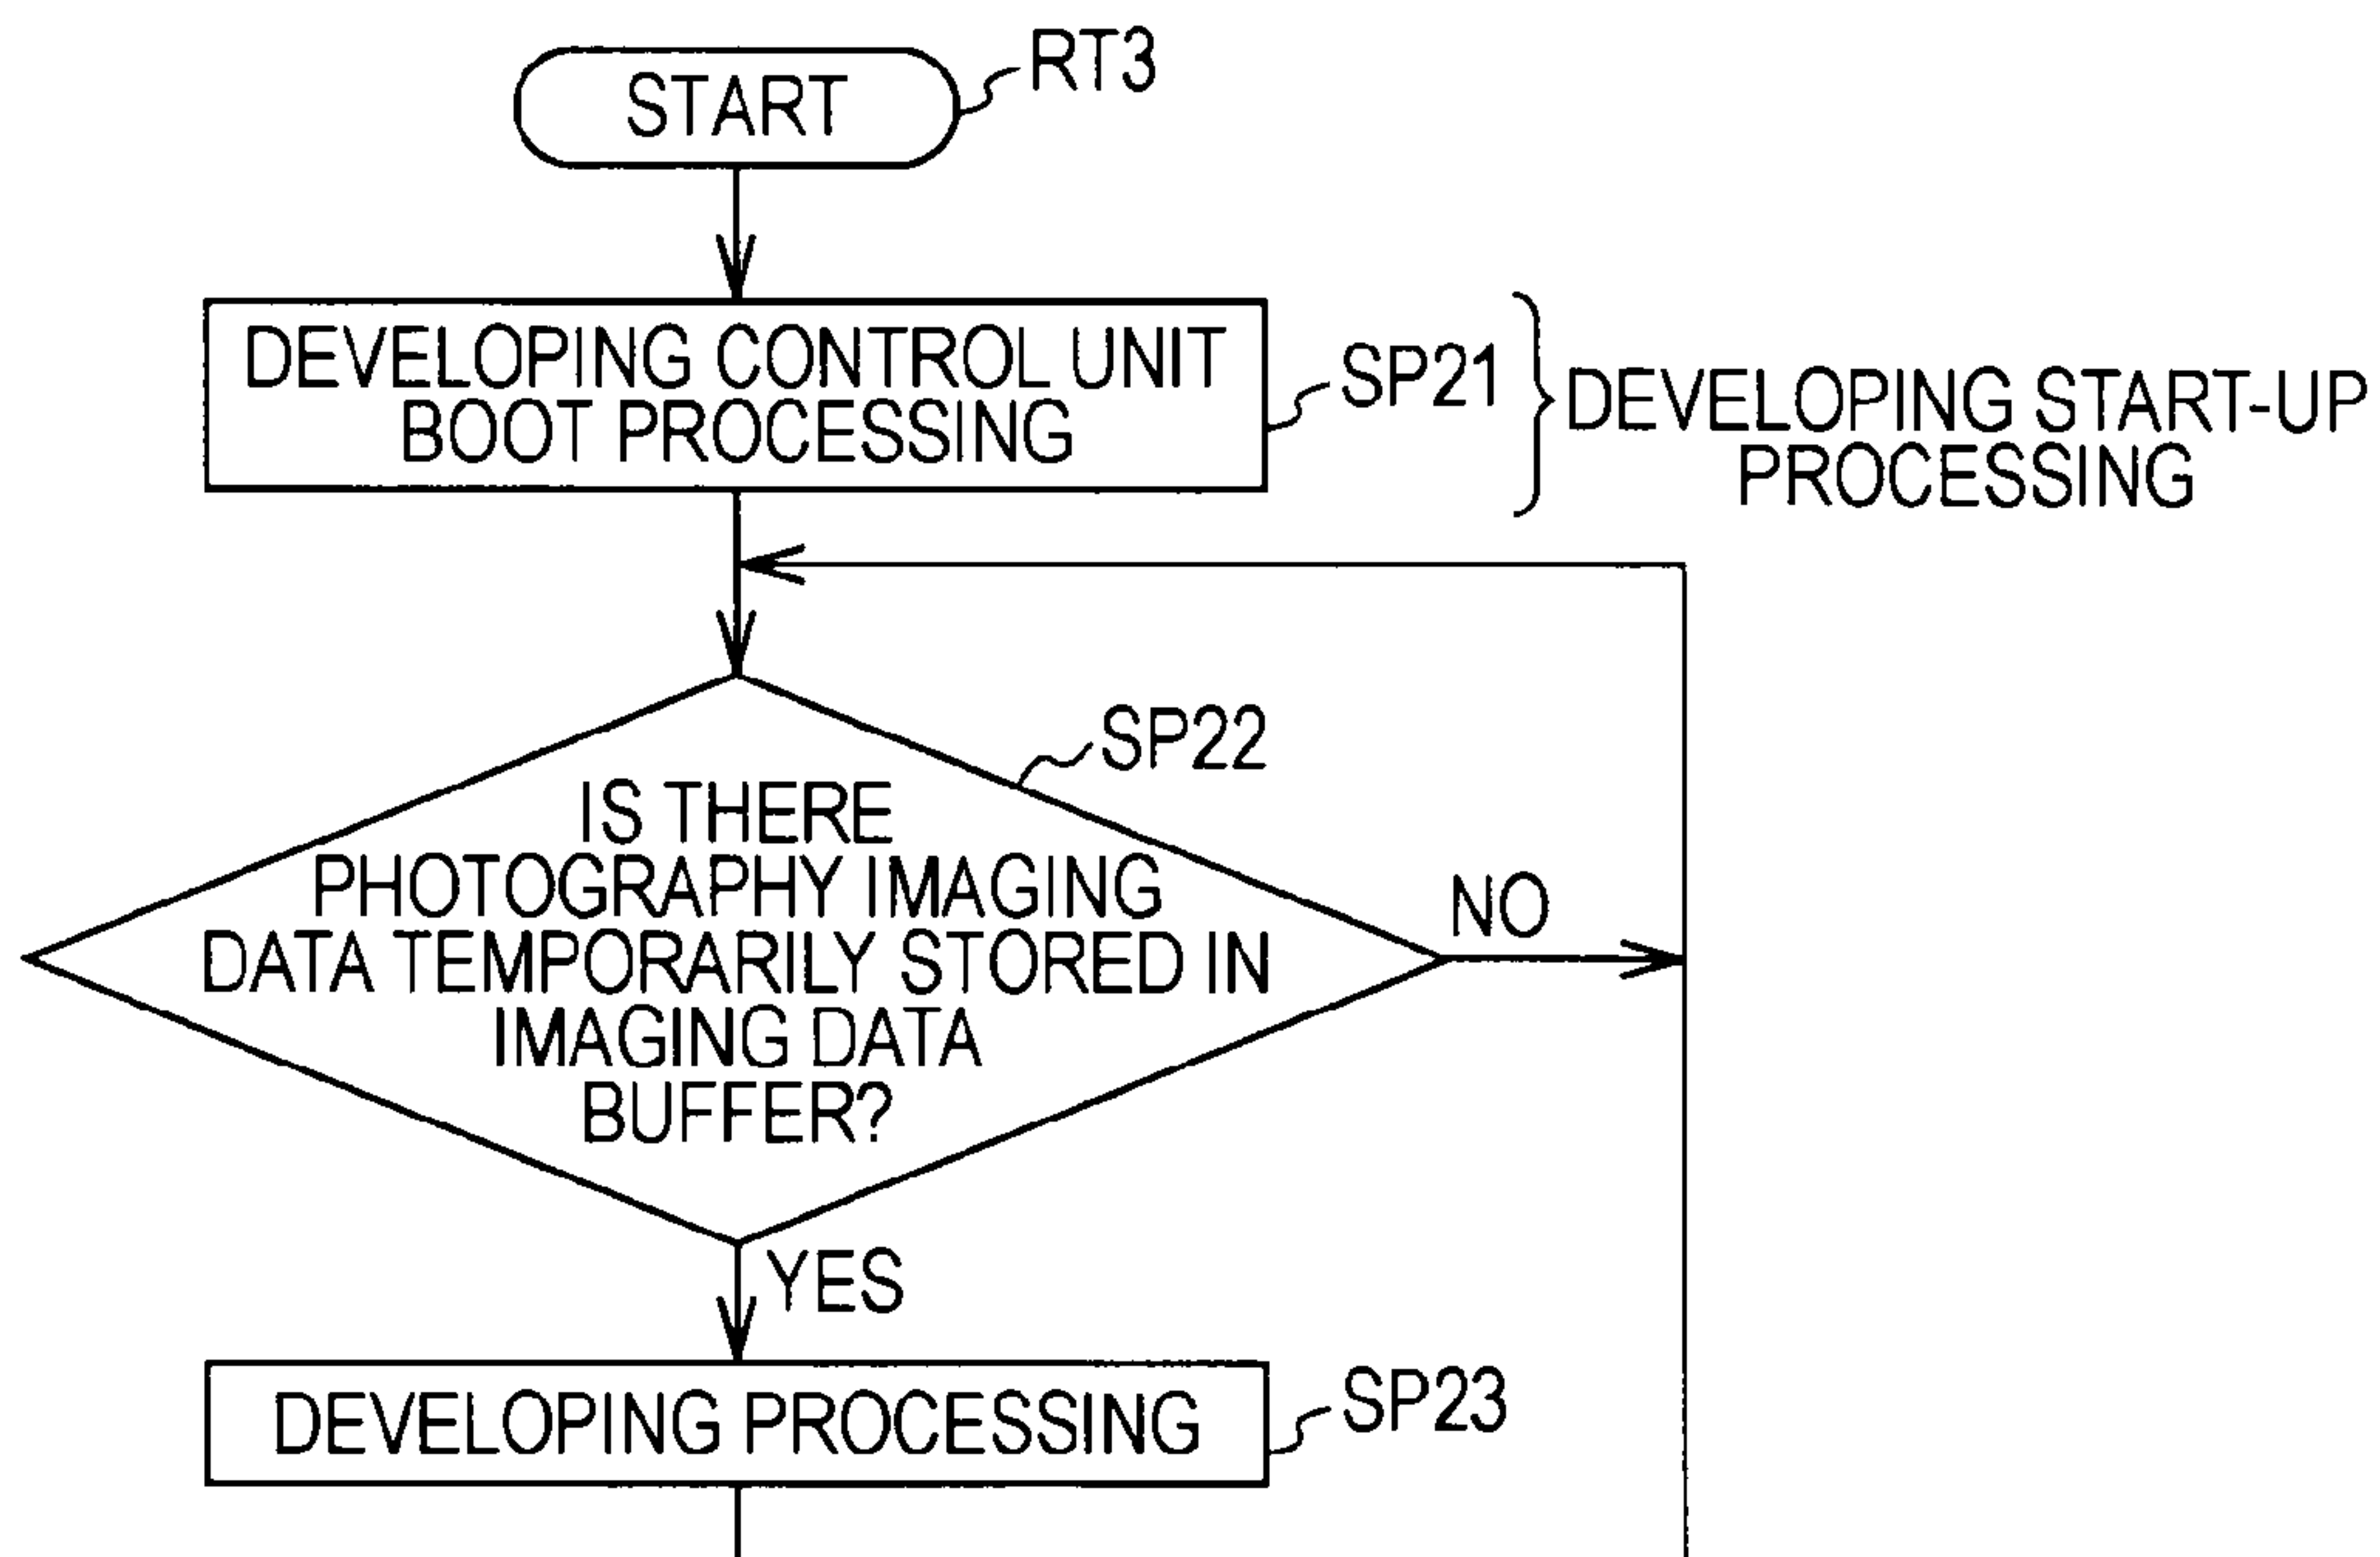 START
RT3
DEVELOPING CONTROL UNIT
BOOT PROCESSING
SP21
DEVELOPING START-UP
PROCESSING
SP22
IS THERE
PHOTOGRAPHY IMAGING
DATA TEMPORARILY STORED IN
IMAGING DATA
BUFFER?
NO
YES
DEVELOPING PROCESSING
SP23